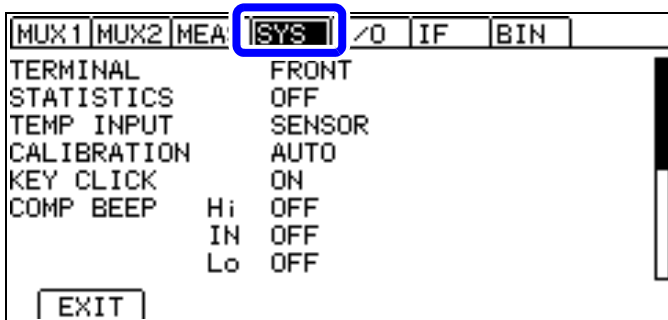 MUX1 MUX2 MEA SYS /O IF BIN
TERMINAL FRONT
STATISTICS OFF
TEMP INPUT SENSOR
CALIBRATION AUTO
KEY CLICK ON
COMP BEEP Hi OFF
IN OFF
Lo OFF
EXIT